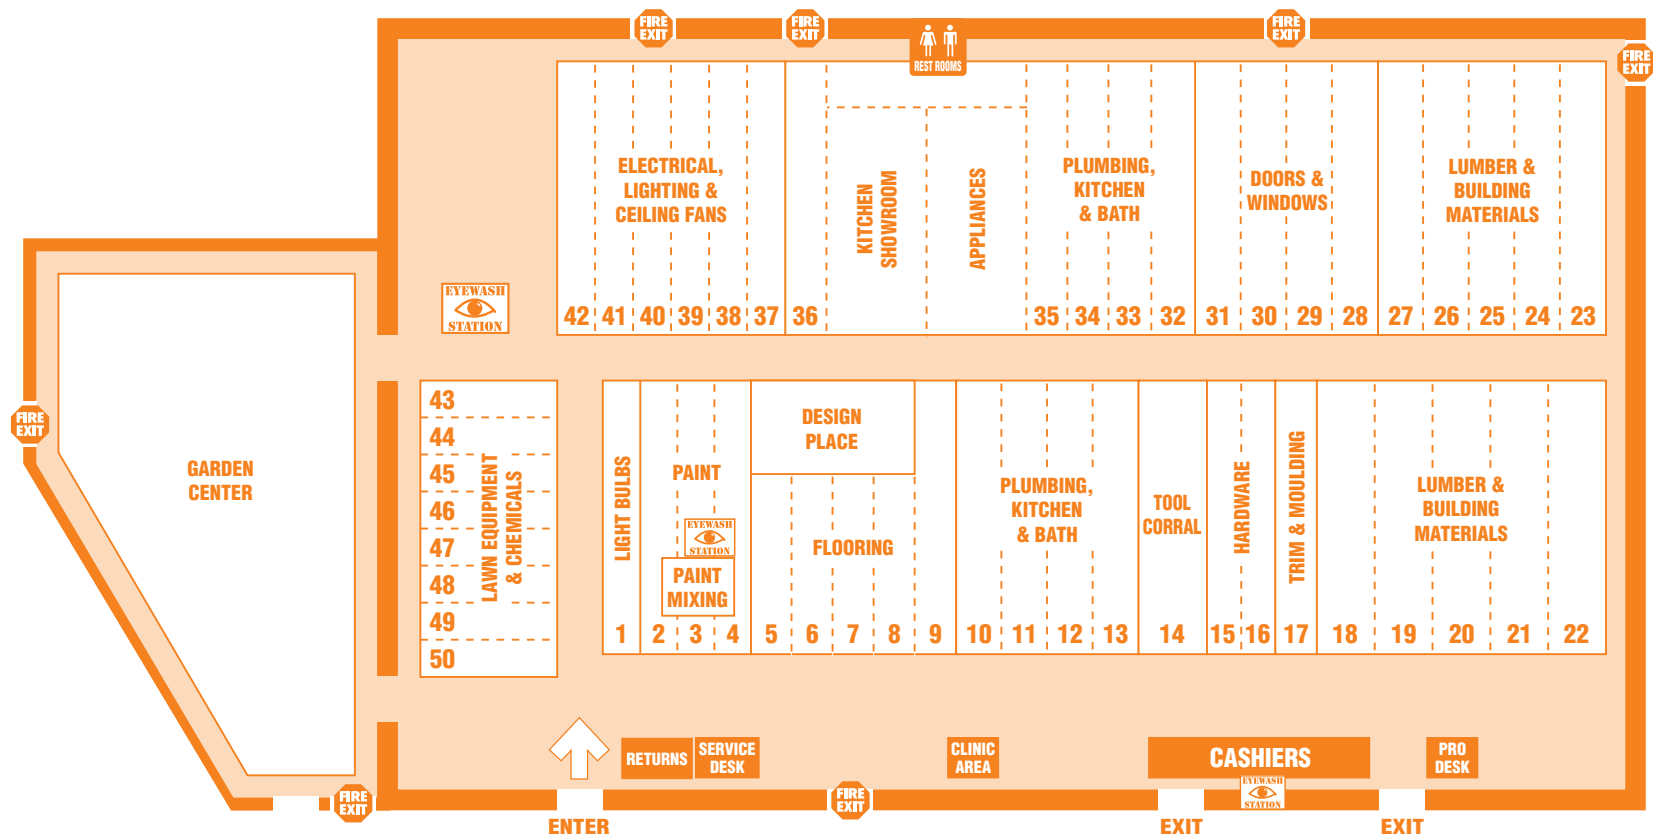 FIRE
EXIT
FIRE
EXIT
FIRE
EXIT
REST ROOMS
FIRE
EXIT
ELECTRICAL,
LIGHTING &
CEILING FANS
KITCHEN
SHOWROOM
APPLIANCES
PLUMBING,
KITCHEN
& BATH
DOORS &
WINDOWS
LUMBER &
BUILDING
MATERIALS
EYEWASH
STATION
42 41 40 39 38 37 36 35 34 33 32 31 30 29 28 27 26 25 24 23
FIRE
EXIT
GARDEN
CENTER
43
44
45
46
47
48
49
50
LAWN EQUIPMENT
& CHEMICALS
LIGHT BULBS
PAINT
EYEWASH
STATION
PAINT
MIXING
DESIGN
PLACE
FLOORING
PLUMBING,
KITCHEN
& BATH
TOOL
CORRAL
HARDWARE
TRIM & MOULDING
LUMBER &
BUILDING
MATERIALS
1 2 3 4 5 6 7 8 9 10 11 12 13 14 15 16 17 18 19 20 21 22
RETURNS
SERVICE
DESK
CLINIC
AREA
CASHIERS
PRO
DESK
EYEWASH
STATION
FIRE
EXIT
FIRE
EXIT
ENTER
EXIT
EXIT